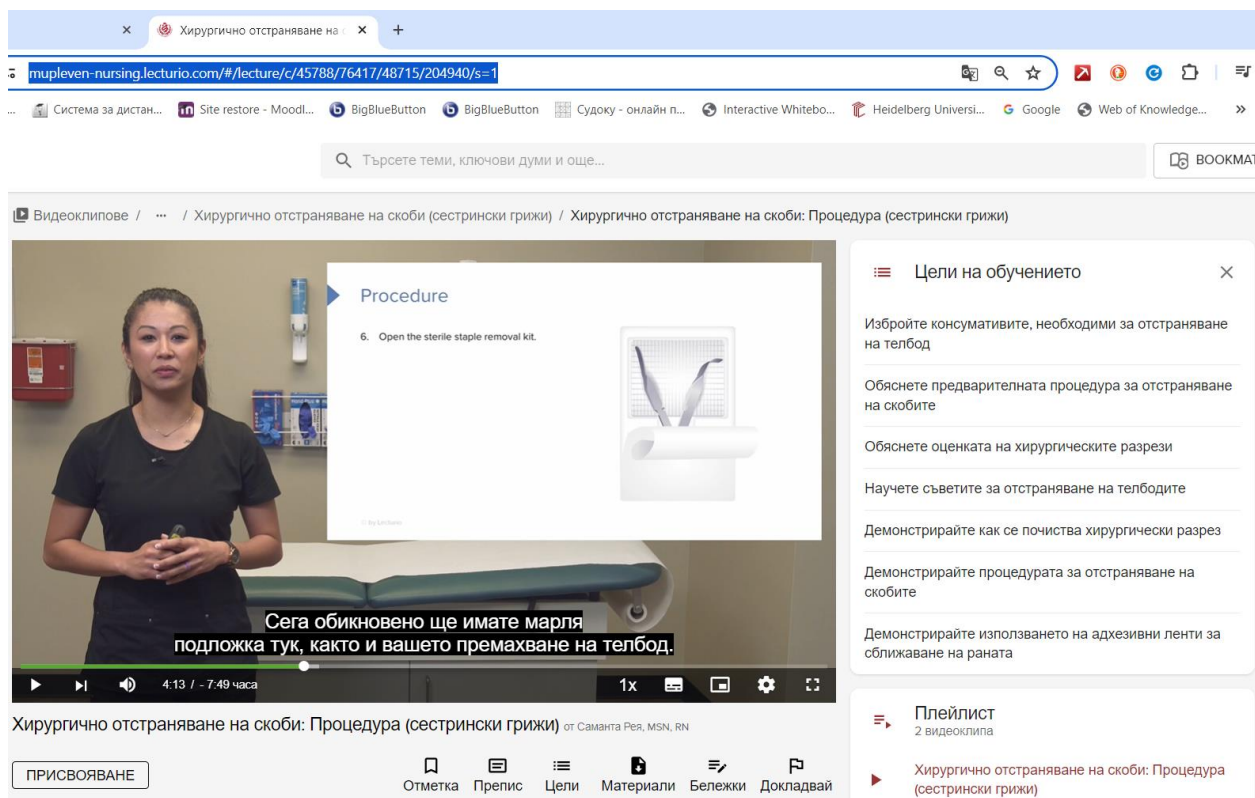 Хирургично отстраняване на с
mupleven-nursing.lecturio.com/#/lecture/c/45788/76417/48715/204940/s=1
... Система за дистан... Site restore - Moodl... BigBlueButton BigBlueButton Судоку - онлайн п... Interactive Whitebo... Heidelberg Universi... Google Web of Knowledge... »
Търсете теми, ключови думи и още...
BOOKMAT
Видеоклипове / ... / Хирургично отстраняване на скоби (сестрински грижи) / Хирургично отстраняване на скоби: Процедура (сестрински грижи)
Procedure
6. Open the sterile staple removal kit.
© by Lecturio
Сега обикновено ще имате марля
подложка тук, както и вашето премахване на телбод.
4:13 / - 7:49 часа
1x
Хирургично отстраняване на скоби: Процедура (сестрински грижи) от Саманта Рея, MSN, RN
ПРИСВОЯВАНЕ
Отметка Препис Цели Материали Бележки Докладвай
Цели на обучението
Избройте консумативите, необходими за отстраняване
на телбод
Обяснете предварителната процедура за отстраняване
на скобите
Обяснете оценката на хирургическите разрези
Научете съветите за отстраняване на телбодите
Демонстрирайте как се почиства хирургически разрез
Демонстрирайте процедурата за отстраняване на
скобите
Демонстрирайте използването на адхезивни ленти за
сближаване на раната
Плейлист
2 видеоклипа
Хирургично отстраняване на скоби: Процедура
(сестрински грижи)